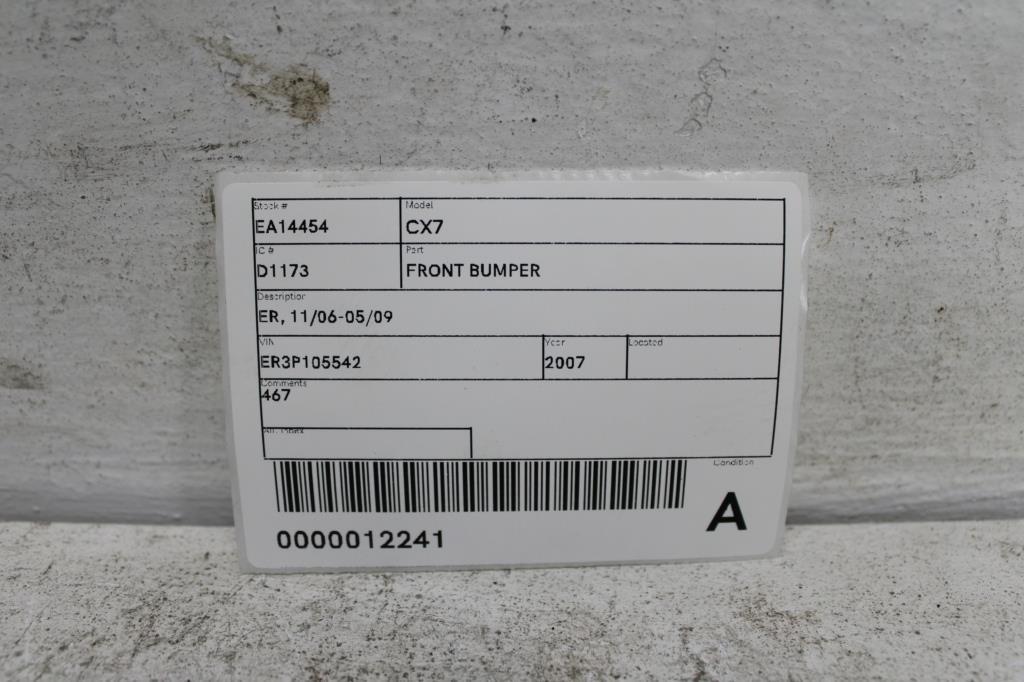 Stock # Model
EA14454 CX7
IC # Part
D1173 FRONT BUMPER
Description
ER, 11/06-05/09
VIN Year Located
ER3P105542 2007
Comments
467
Condition
A
0000012241